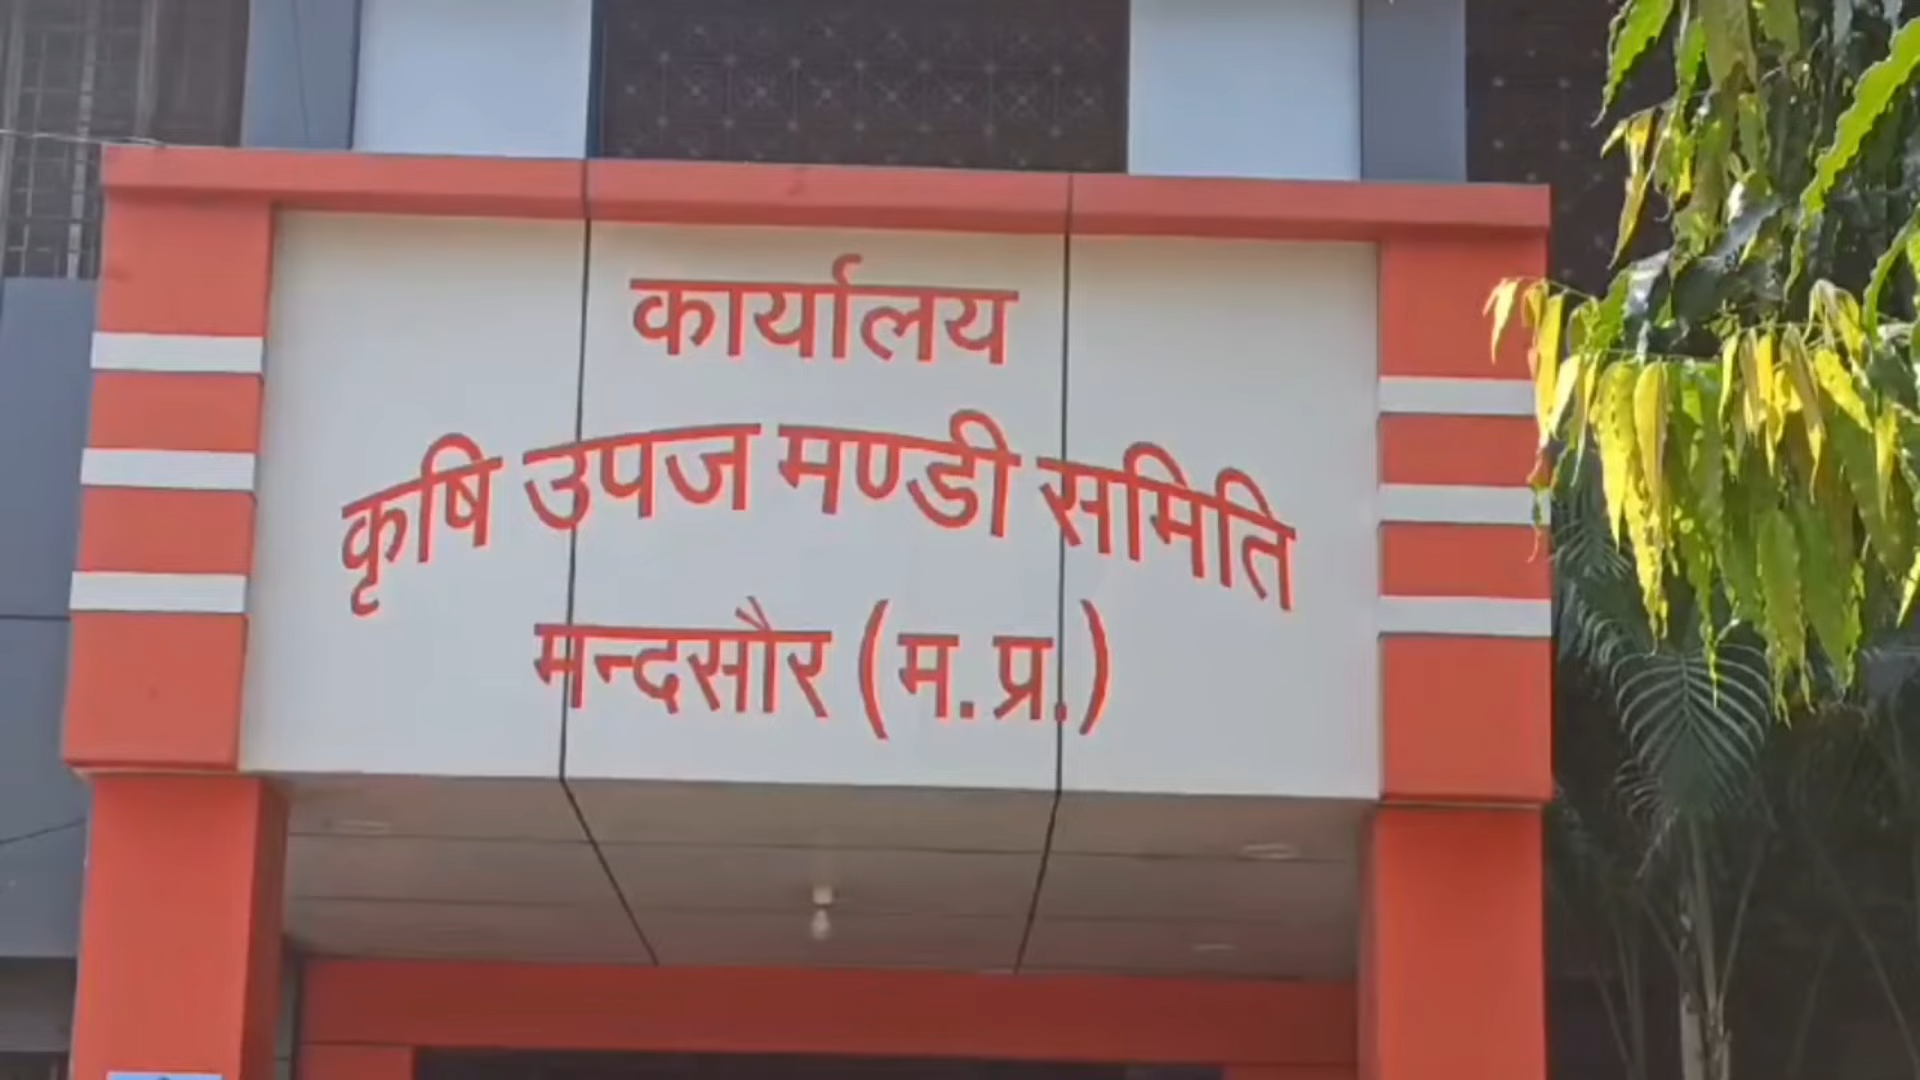 कार्यालय
कृषि उपज मण्डी समिति
मन्दसौर (म.प्र.)